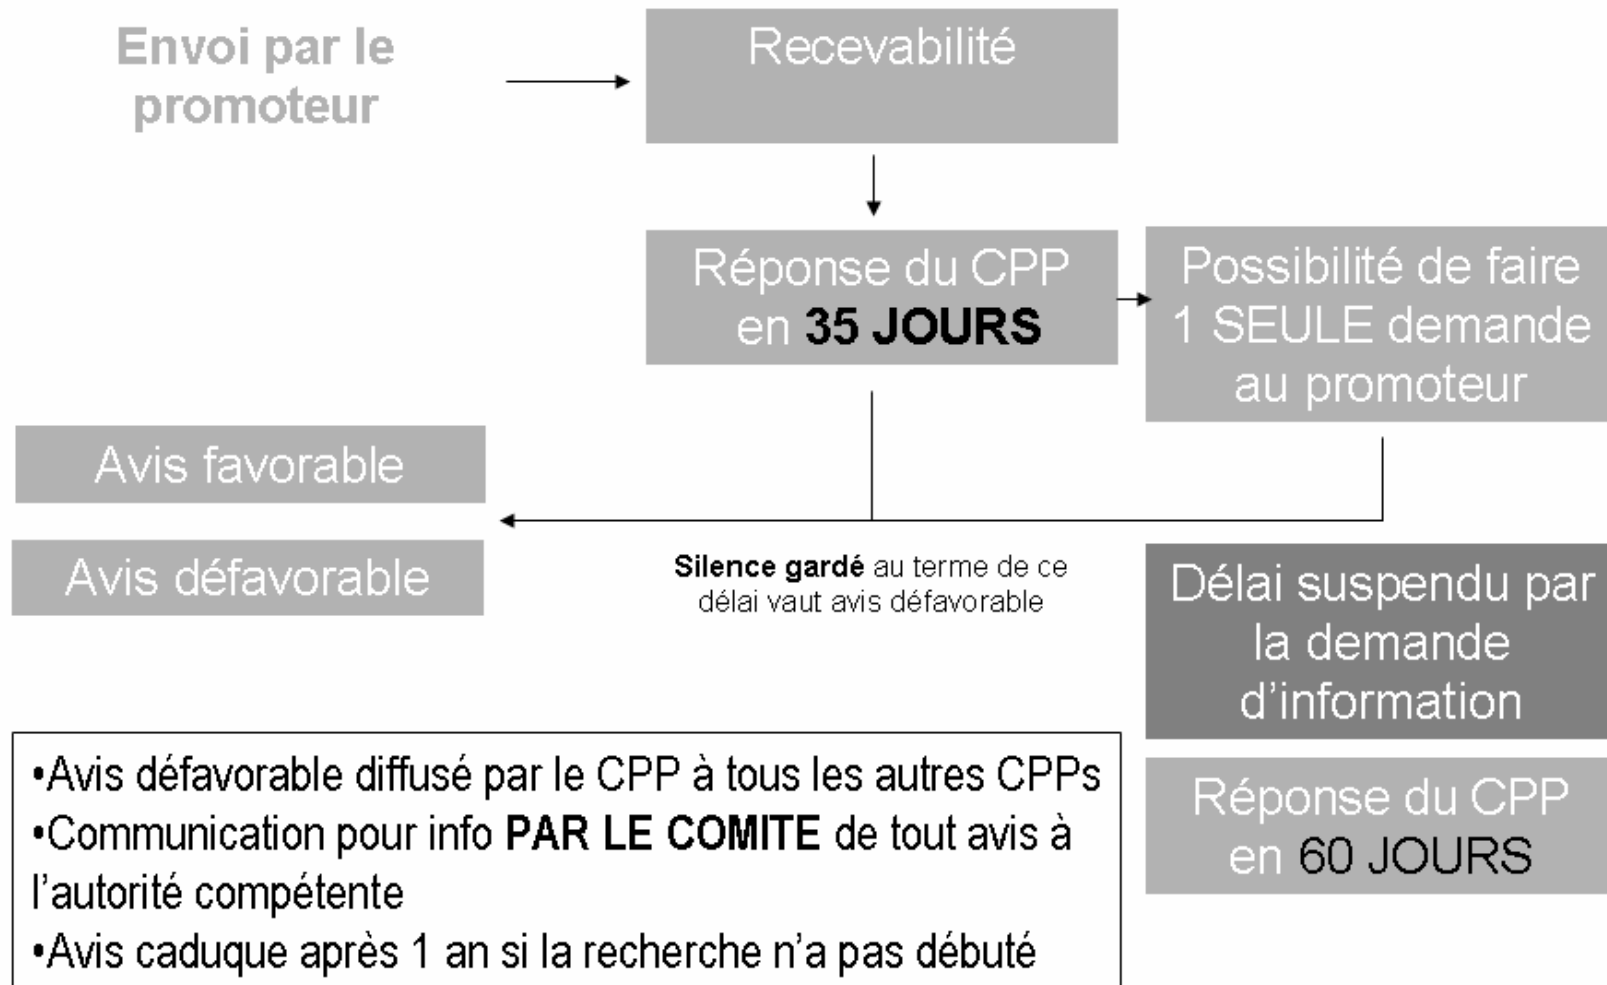 Envoi par le
promoteur
Recevabilité
Réponse du CPP
en 35 JOURS
Possibilité de faire
1 SEULE demande
au promoteur
Avis favorable
Avis défavorable
Silence gardé au terme de ce
délai vaut avis défavorable
Délai suspendu par
la demande
d'information
Réponse du CPP
en 60 JOURS
•Avis défavorable diffusé par le CPP à tous les autres CPPs
•Communication pour info PAR LE COMITE de tout avis à
l'autorité compétente
•Avis caduque après 1 an si la recherche n'a pas débuté